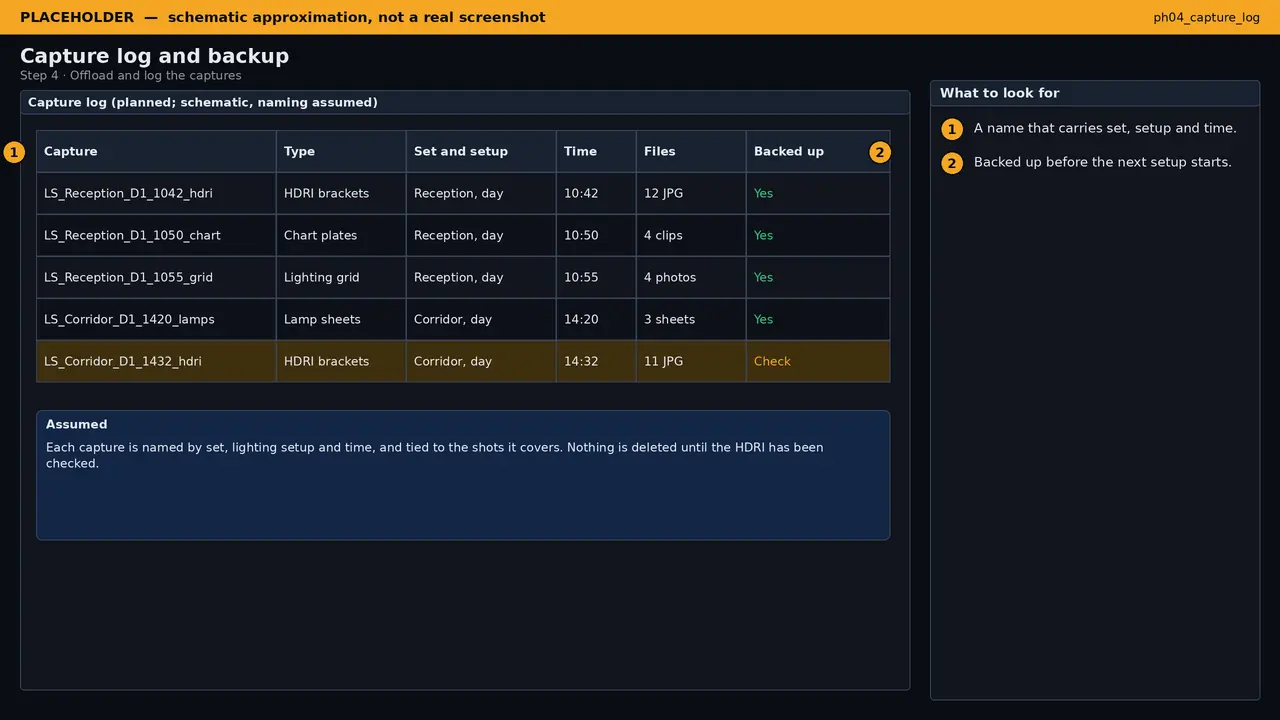 PLACEHOLDER — schematic approximation, not a real screenshot
ph04_capture_log
Capture log and backup
Step 4 · Offload and log the captures
Capture log (planned; schematic, naming assumed)
1
Capture Type Set and setup Time Files Backed up
2
LS_Reception_D1_1042_hdri HDRI brackets Reception, day 10:42 12 JPG Yes
LS_Reception_D1_1050_chart Chart plates Reception, day 10:50 4 clips Yes
LS_Reception_D1_1055_grid Lighting grid Reception, day 10:55 4 photos Yes
LS_Corridor_D1_1420_lamps Lamp sheets Corridor, day 14:20 3 sheets Yes
LS_Corridor_D1_1432_hdri HDRI brackets Corridor, day 14:32 11 JPG Check
Assumed
Each capture is named by set, lighting setup and time, and tied to the shots it covers. Nothing is deleted until the HDRI has been
checked.
What to look for
1 A name that carries set, setup and time.
2 Backed up before the next setup starts.